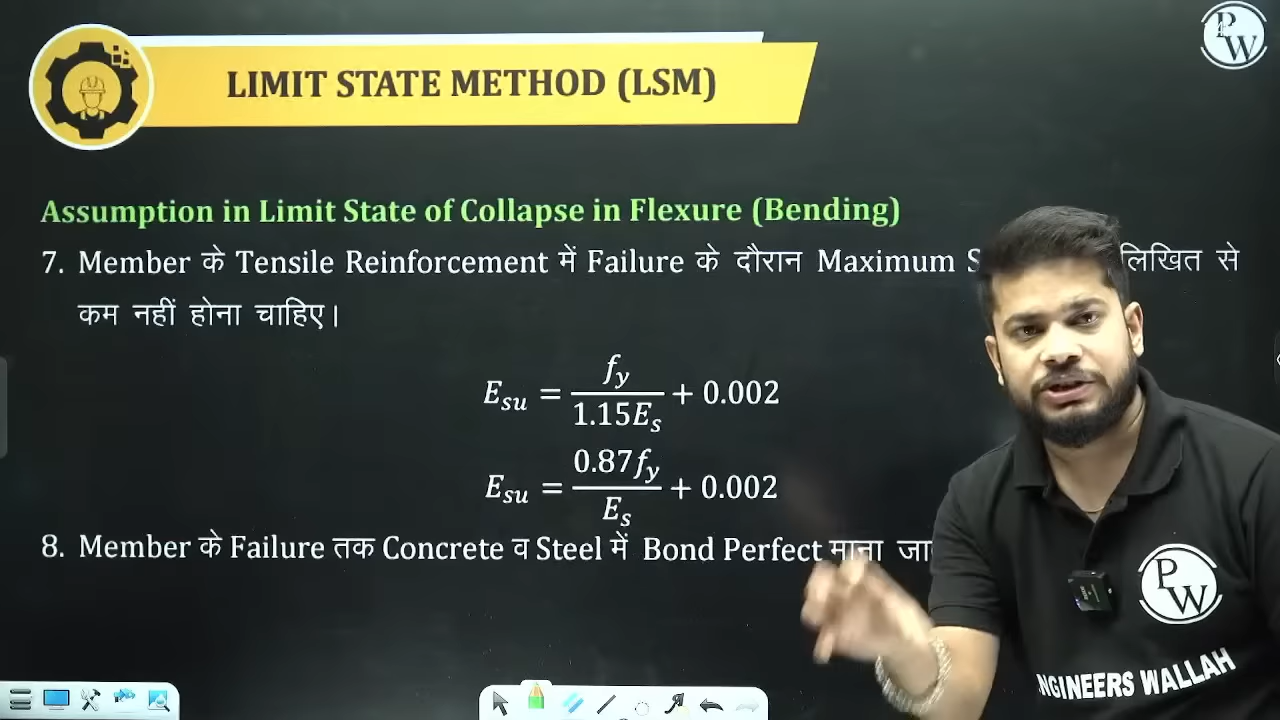 P
W
LIMIT STATE METHOD (LSM)
Assumption in Limit State of Collapse in Flexure (Bending)
7. Member के Tensile Reinforcement में Failure के दौरान Maximum लिखित से
कम नहीं होना चाहिए।
E_su = f_y / 1.15E_s + 0.002
E_su = 0.87f_y / E_s + 0.002
8. Member के Failure तक Concrete व Steel में Bond Perfect माना
P
W
NGINEERS WALLAH